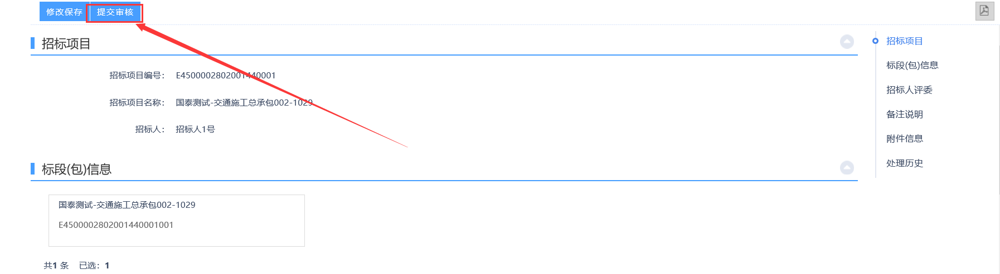 修改保存 提交审核
招标项目
招标项目编号： E4500002802001440001
招标项目名称： 国泰测试-交通施工总承包002-1029
招标人： 招标人1号
标段(包)信息
国泰测试-交通施工总承包002-1029
E4500002802001440001001
共1 条 已选：1
招标项目
标段(包)信息
招标人评委
备注说明
附件信息
处理历史